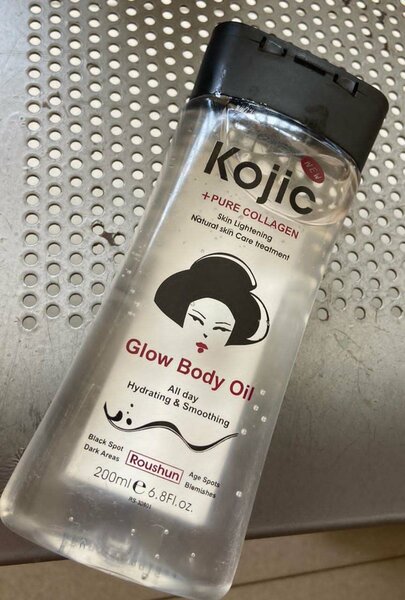 Kojic
NEW
+PURE COLLAGEN
Skin Lightening
Natural skin Care treatment
Glow Body Oil
All day
Hydrating & Smoothing
Black Spot
Dark Areas
Roushun
Age Spots
Blemishes
200ml e 6.8Fl.oz.